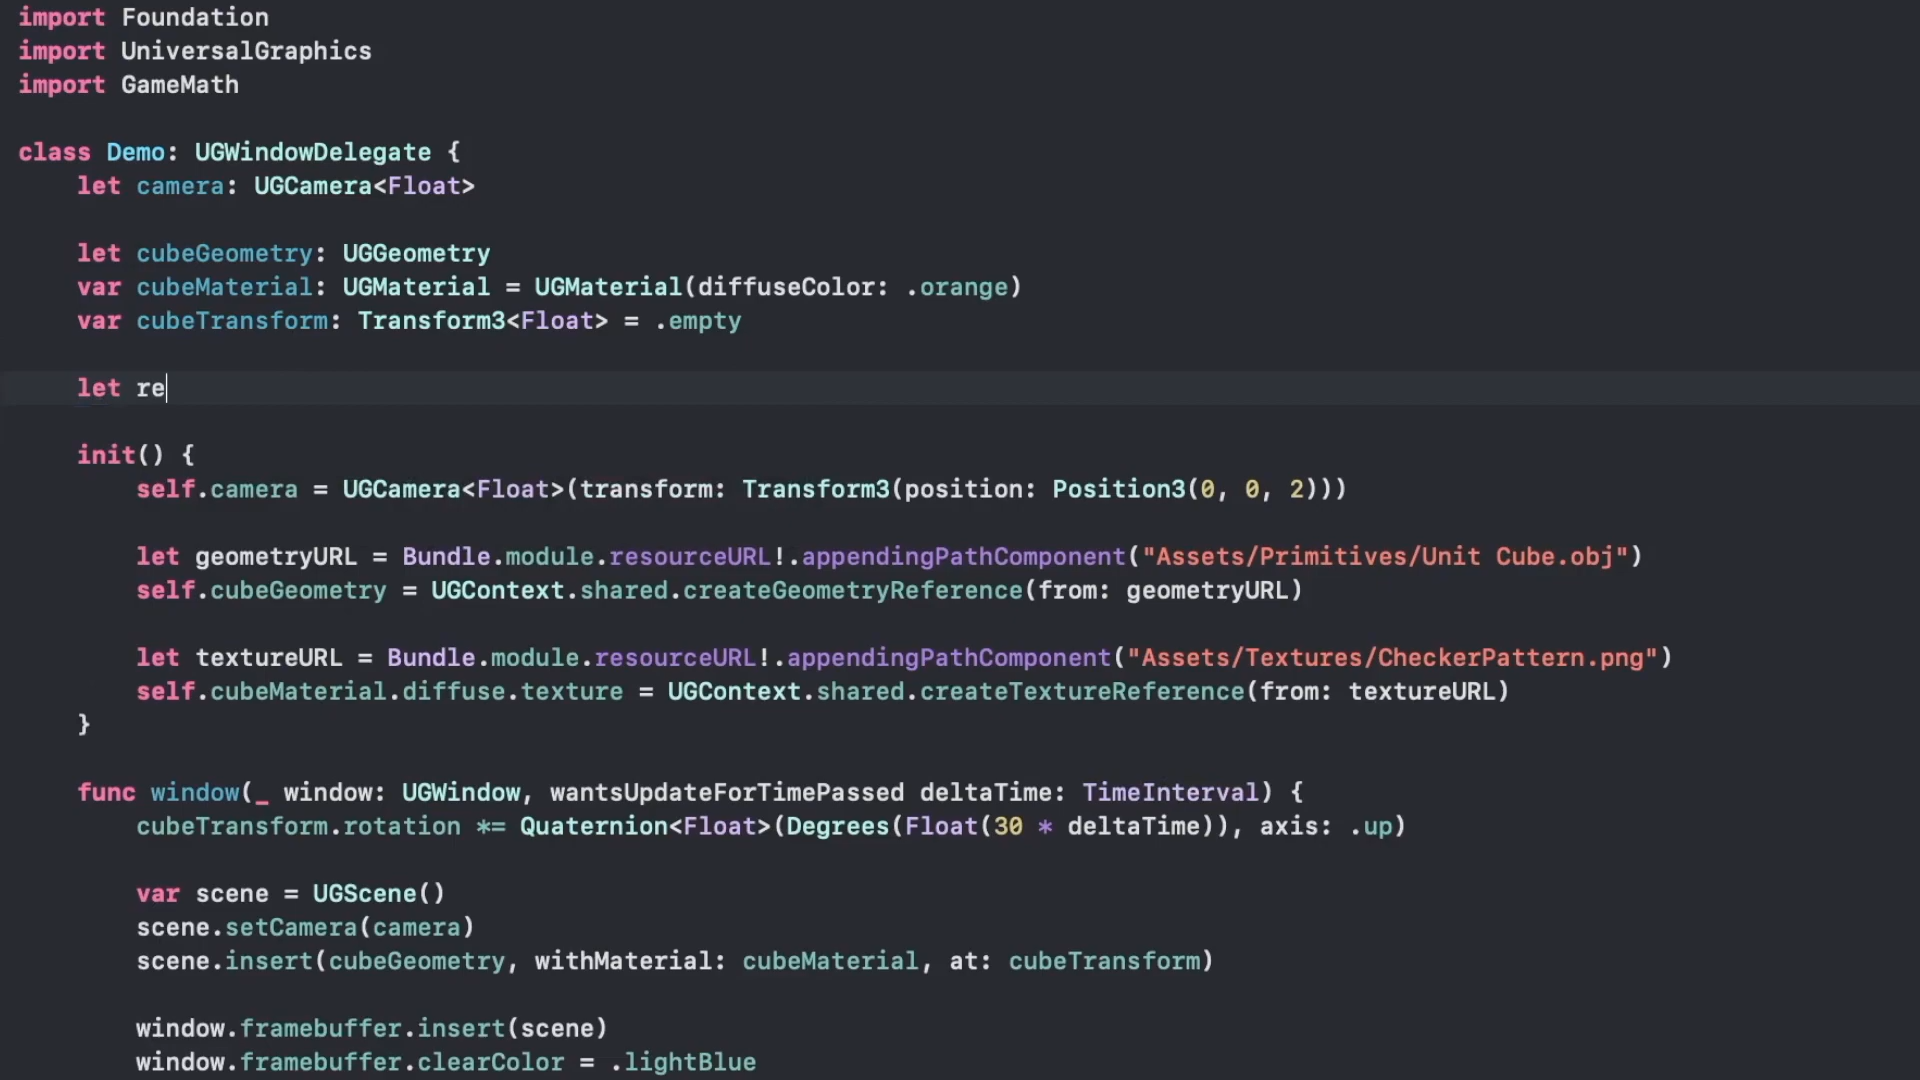 import Foundation
import UniversalGraphics
import GameMath
class Demo: UGWindowDelegate {
let camera: UGCamera<Float>
let cubeGeometry: UGGeometry
var cubeMaterial: UGMaterial = UGMaterial(diffuseColor: .orange)
var cubeTransform: Transform3<Float> = .empty
let re
init() {
self.camera = UGCamera<Float>(transform: Transform3(position: Position3(0, 0, 2)))
let geometryURL = Bundle.module.resourceURL!.appendingPathComponent("Assets/Primitives/Unit Cube.obj")
self.cubeGeometry = UGContext.shared.createGeometryReference(from: geometryURL)
let textureURL = Bundle.module.resourceURL!.appendingPathComponent("Assets/Textures/CheckerPattern.png")
self.cubeMaterial.diffuse.texture = UGContext.shared.createTextureReference(from: textureURL)
}
func window(_ window: UGWindow, wantsUpdateForTimePassed deltaTime: TimeInterval) {
cubeTransform.rotation *= Quaternion<Float>(Degrees(Float(30 * deltaTime)), axis: .up)
var scene = UGScene()
scene.setCamera(camera)
scene.insert(cubeGeometry, withMaterial: cubeMaterial, at: cubeTransform)
window.framebuffer.insert(scene)
window.framebuffer.clearColor = .lightBlue